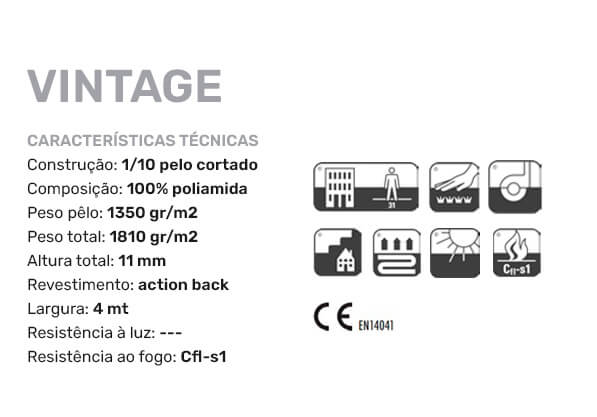 VINTAGE
CARACTERÍSTICAS TÉCNICAS
Construção: 1/10 pelo cortado
Composição: 100% poliamida
Peso pêlo: 1350 gr/m2
Peso total: 1810 gr/m2
Altura total: 11 mm
Revestimento: action back
Largura: 4 mt
Resistência à luz: ---
Resistência ao fogo: Cfl-s1
31
Cfl-s1
CE EN14041